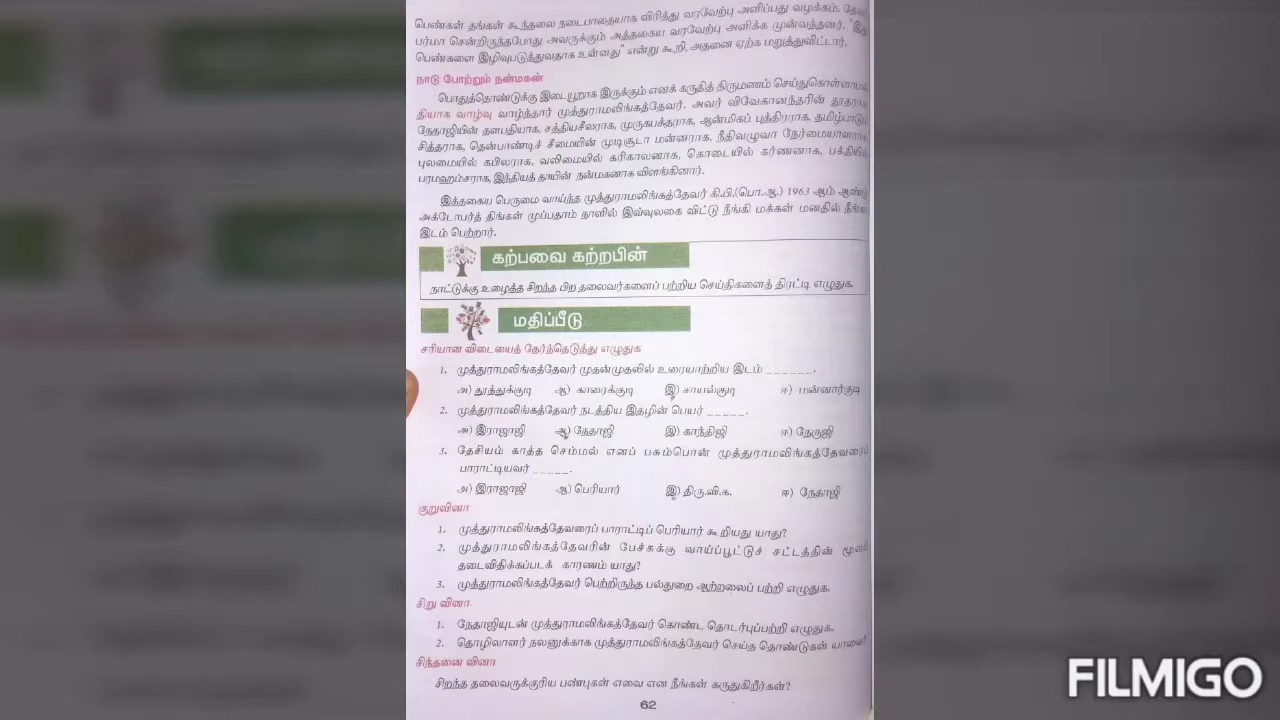 பெண்கள் தங்கள் கூந்தலை நடைபாதையாக விரித்து வரவேற்பு அளிப்பது வழக்கம்.
பர்மா சென்றிருந்தபோது அவருக்கும் அத்தகைய வரவேற்பு அளிக்க முன்வந்தனர்.
பெண்களை இழிவுபடுத்துவதாக உள்ளது" என்று கூறி, அதனை ஏற்க மறுத்துவிட்டார்.
நாடு போற்றும் நன்மகன்
பொதுத்தொண்டுக்கு இடையூறாக இருக்கும் எனக் கருதித் திருமணம் செய்துகொள்ளாமல்
தியாக வாழ்வு வாழ்ந்தார் முத்துராமலிங்கத்தேவர். அவர் விவேகானந்தரின் தூதராக
நேதாஜியின் தளபதியாக, சத்தியசீலராக, முருகபக்தராக, ஆன்மிகப் புத்திரராக, தமிழ்பாடும்
சித்தராக, தென்பாண்டிச் சீமையின் முடிசூடா மன்னராக, நீதிவழுவா நேர்மையாளராக
புலமையில் கபிலராக, வலிமையில் கரிகாலனாக, கொடையில் கர்ணனாக, பக்தியில்
பரமஹம்சராக, இந்தியத் தாயின் நன்மகனாக விளங்கினார்.
இத்தகைய பெருமை வாய்ந்த முத்துராமலிங்கத்தேவர் கி.பி.(பொ.ஆ.) 1963 ஆம் ஆண்டு
அக்டோபர்த் திங்கள் முப்பதாம் நாளில் இவ்வுலகை விட்டு நீங்கி மக்கள் மனதில் நீங்கா
இடம் பெற்றார்.
கற்பவை கற்றபின்
நாட்டுக்கு உழைத்த சிறந்த பிற தலைவர்களைப் பற்றிய செய்திகளைத் திரட்டி எழுதுக.
மதிப்பீடு
சரியான விடையைத் தேர்ந்தெடுத்து எழுதுக
1. முத்துராமலிங்கத்தேவர் முதன்முதலில் உரையாற்றிய இடம் ______.
அ) தூத்துக்குடி ஆ) காரைக்குடி இ) சாயல்குடி ஈ) மன்னார்குடி
2. முத்துராமலிங்கத்தேவர் நடத்திய இதழின் பெயர் _____.
அ) இராஜாஜி ஆ) நேதாஜி இ) காந்திஜி ஈ) நேருஜி
3. தேசியம் காத்த செம்மல் எனப் பசும்பொன் முத்துராமலிங்கத்தேவரைப்
பாராட்டியவர் _____.
அ) இராஜாஜி ஆ) பெரியார் இ) திரு.வி.க. ஈ) நேதாஜி
குறுவினா
1. முத்துராமலிங்கத்தேவரைப் பாராட்டிப் பெரியார் கூறியது யாது?
2. முத்துராமலிங்கத்தேவரின் பேச்சுக்கு வாய்ப்பூட்டுச் சட்டத்தின் மூலம்
தடைவிதிக்கப்படக் காரணம் யாது?
3. முத்துராமலிங்கத்தேவர் பெற்றிருந்த பல்துறை ஆற்றலைப் பற்றி எழுதுக.
சிறு வினா
1. நேதாஜியுடன் முத்துராமலிங்கத்தேவர் கொண்ட தொடர்புப்பற்றி எழுதுக.
2. தொழிலாளர் நலனுக்காக முத்துராமலிங்கத்தேவர் செய்த தொண்டுகள் யாவை?
சிந்தனை வினா
சிறந்த தலைவருக்குரிய பண்புகள் எவை என நீங்கள் கருதுகிறீர்கள்?
62
FILMIGO